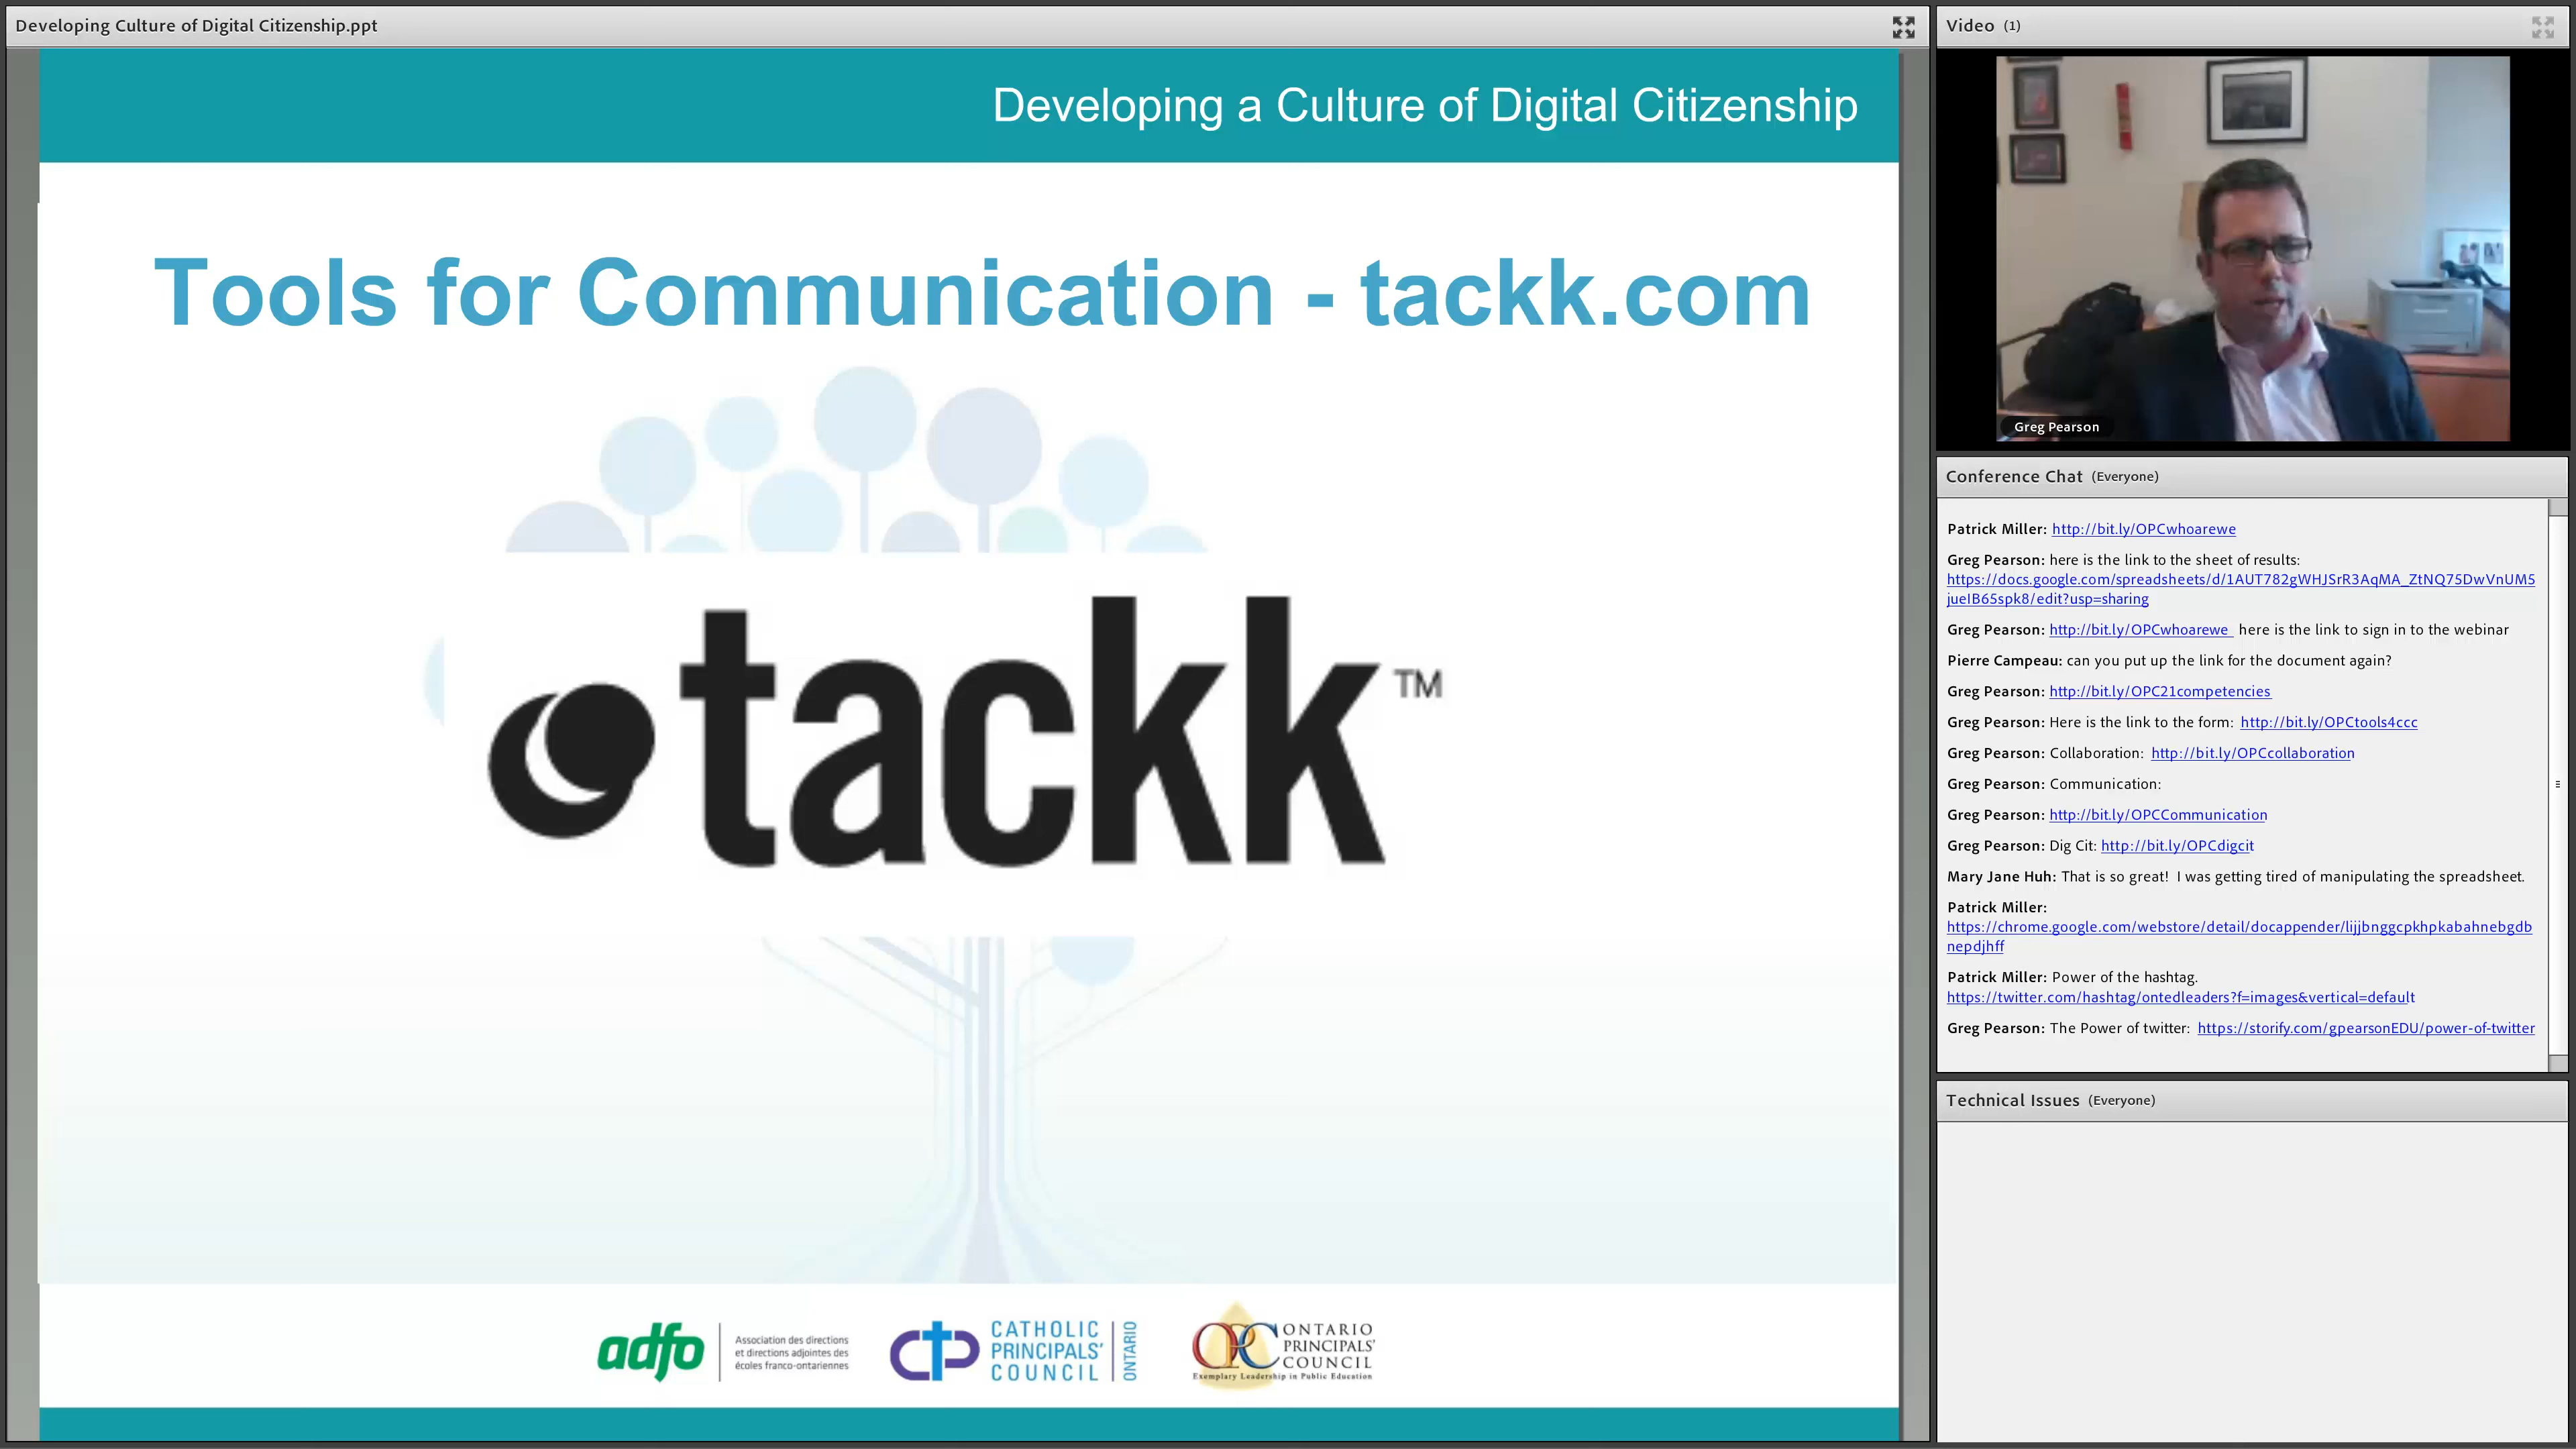 Developing Culture of Digital Citizenship.ppt
Developing a Culture of Digital Citizenship
Tools for Communication - tackk.com
tackk™
adfo
Association des directions
et directions adjointes des
écoles franco-ontariennes
CATHOLIC
PRINCIPALS'
COUNCIL
ONTARIO
OPC
ONTARIO
PRINCIPALS'
COUNCIL
Exemplary Leadership in Public Education
Video (1)
Greg Pearson
Conference Chat (Everyone)
Patrick Miller: http://bit.ly/OPCwhoarewe
Greg Pearson: here is the link to the sheet of results:
https://docs.google.com/spreadsheets/d/1AUT782gWHJSrR3AqMA_ZtNQ75DwVnUM5
jueIB65spk8/edit?usp=sharing
Greg Pearson: http://bit.ly/OPCwhoarewe here is the link to sign in to the webinar
Pierre Campeau: can you put up the link for the document again?
Greg Pearson: http://bit.ly/OPC21competencies
Greg Pearson: Here is the link to the form: http://bit.ly/OPCtools4ccc
Greg Pearson: Collaboration: http://bit.ly/OPCcollaboration
Greg Pearson: Communication:
Greg Pearson: http://bit.ly/OPCCommunication
Greg Pearson: Dig Cit: http://bit.ly/OPCdigcit
Mary Jane Huh: That is so great! I was getting tired of manipulating the spreadsheet.
Patrick Miller:
https://chrome.google.com/webstore/detail/docappender/lijjbnggcpkhpkabahnebgdb
nepdjhff
Patrick Miller: Power of the hashtag.
https://twitter.com/hashtag/ontedleaders?f=images&vertical=default
Greg Pearson: The Power of twitter: https://storify.com/gpearsonEDU/power-of-twitter
Technical Issues (Everyone)